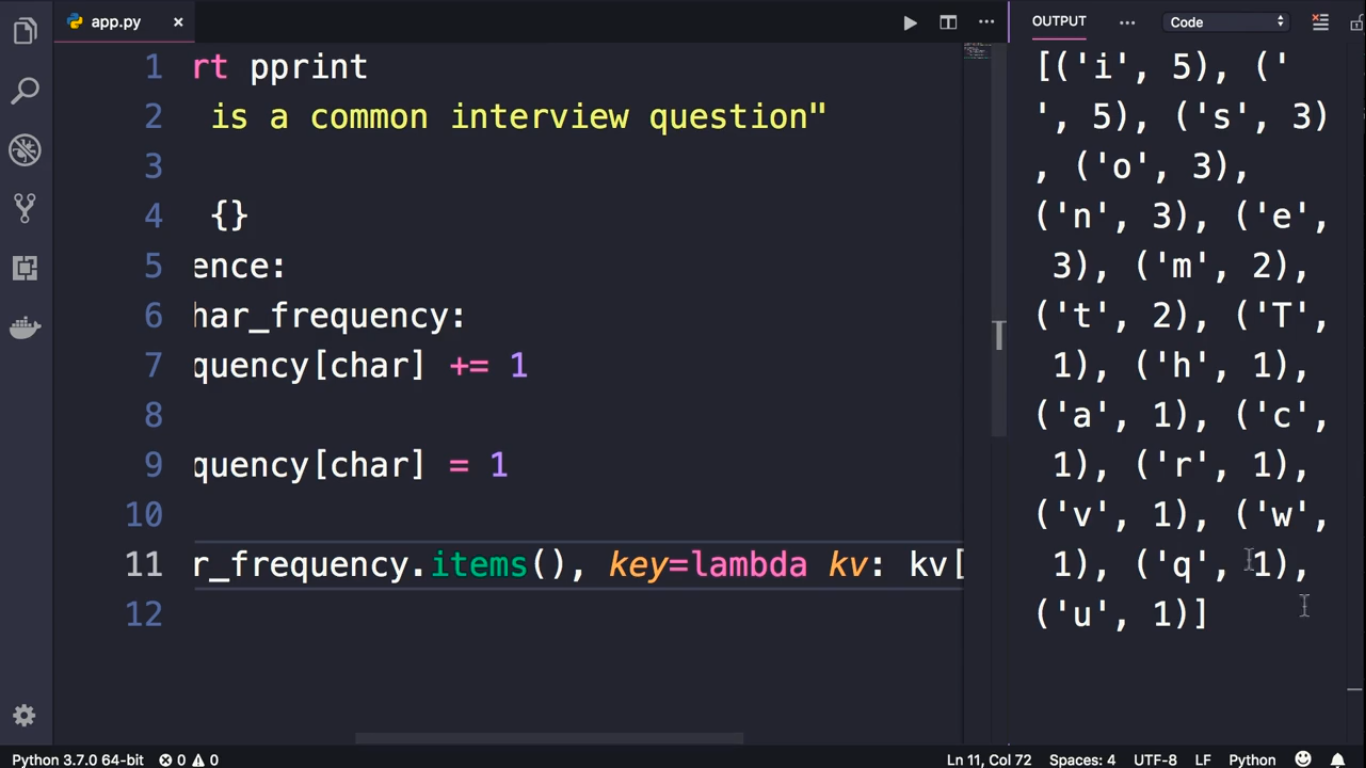 app.py
OUTPUT
Code
1 rt pprint
2 is a common interview question"
3
4 {}
5 ence:
6 har_frequency:
7 quency[char] += 1
8
9 quency[char] = 1
10
11 r_frequency.items(), key=lambda kv: kv[
12
[('i', 5), ('
', 5), ('s', 3)
, ('o', 3),
('n', 3), ('e',
3), ('m', 2),
('t', 2), ('T',
1), ('h', 1),
('a', 1), ('c',
1), ('r', 1),
('v', 1), ('w',
1), ('q', 1),
('u', 1)]
Python 3.7.0 64-bit 0 0 Ln 11, Col 72 Spaces: 4 UTF-8 LF Python